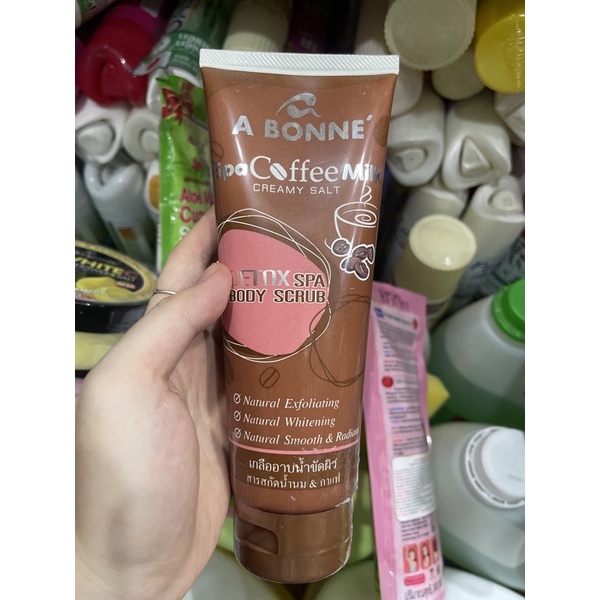 A BONNE'
Spa Coffee Milk
CREAMY SALT
DETOX SPA
BODY SCRUB
Natural Exfoliating
Natural Whitening
Natural Smooth & Radiant
เกลืออาบน้ำขัดผิว
สารสกัดน้ำนม & กาแฟ
Aloe